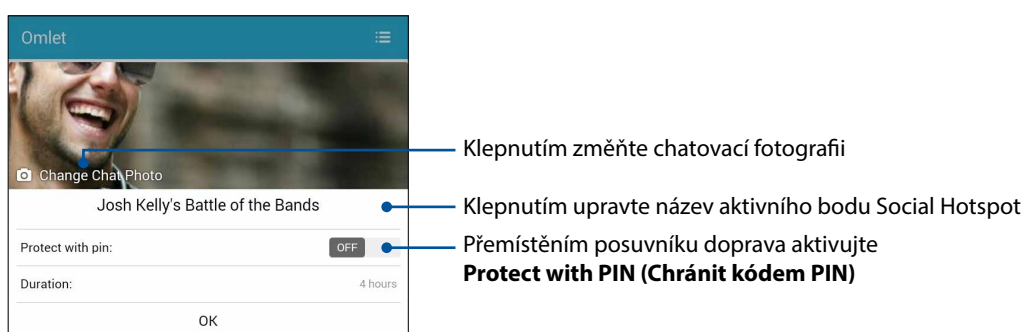 Omlet
Change Chat Photo
Josh Kelly's Battle of the Bands
Protect with pin:
OFF
Duration:
4 hours
OK
Klepnutím změňte chatovací fotografii
Klepnutím upravte název aktivního bodu Social Hotspot
Přemístěním posuvníku doprava aktivujte
Protect with PIN (Chránit kódem PIN)